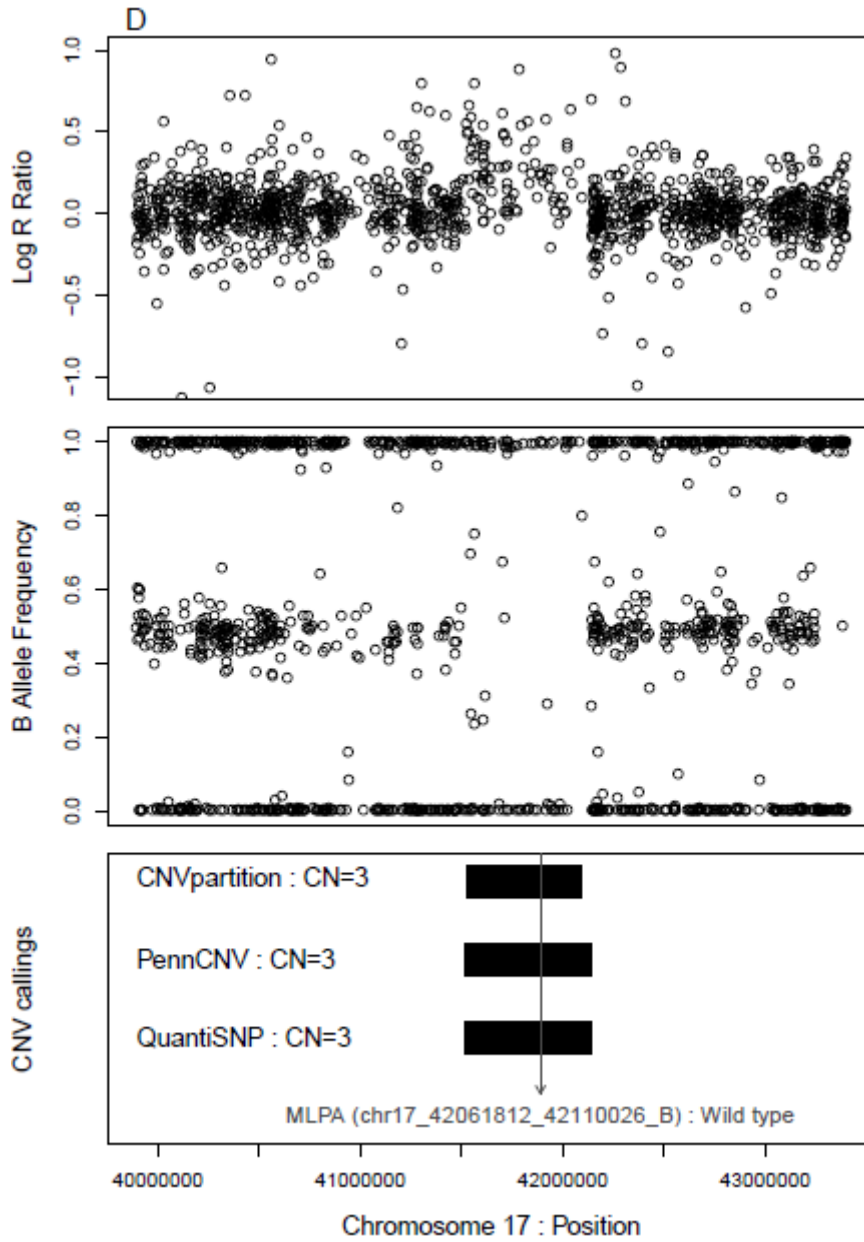 D
Log R Ratio
1.0
0.5
0.0
−0.5
−1.0
B Allele Frequency
1.0
0.8
0.6
0.4
0.2
0.0
CNV callings
CNVpartition : CN=3
PennCNV : CN=3
QuantiSNP : CN=3
MLPA (chr17_42061812_42110026_B) : Wild type
40000000 41000000 42000000 43000000
Chromosome 17 : Position